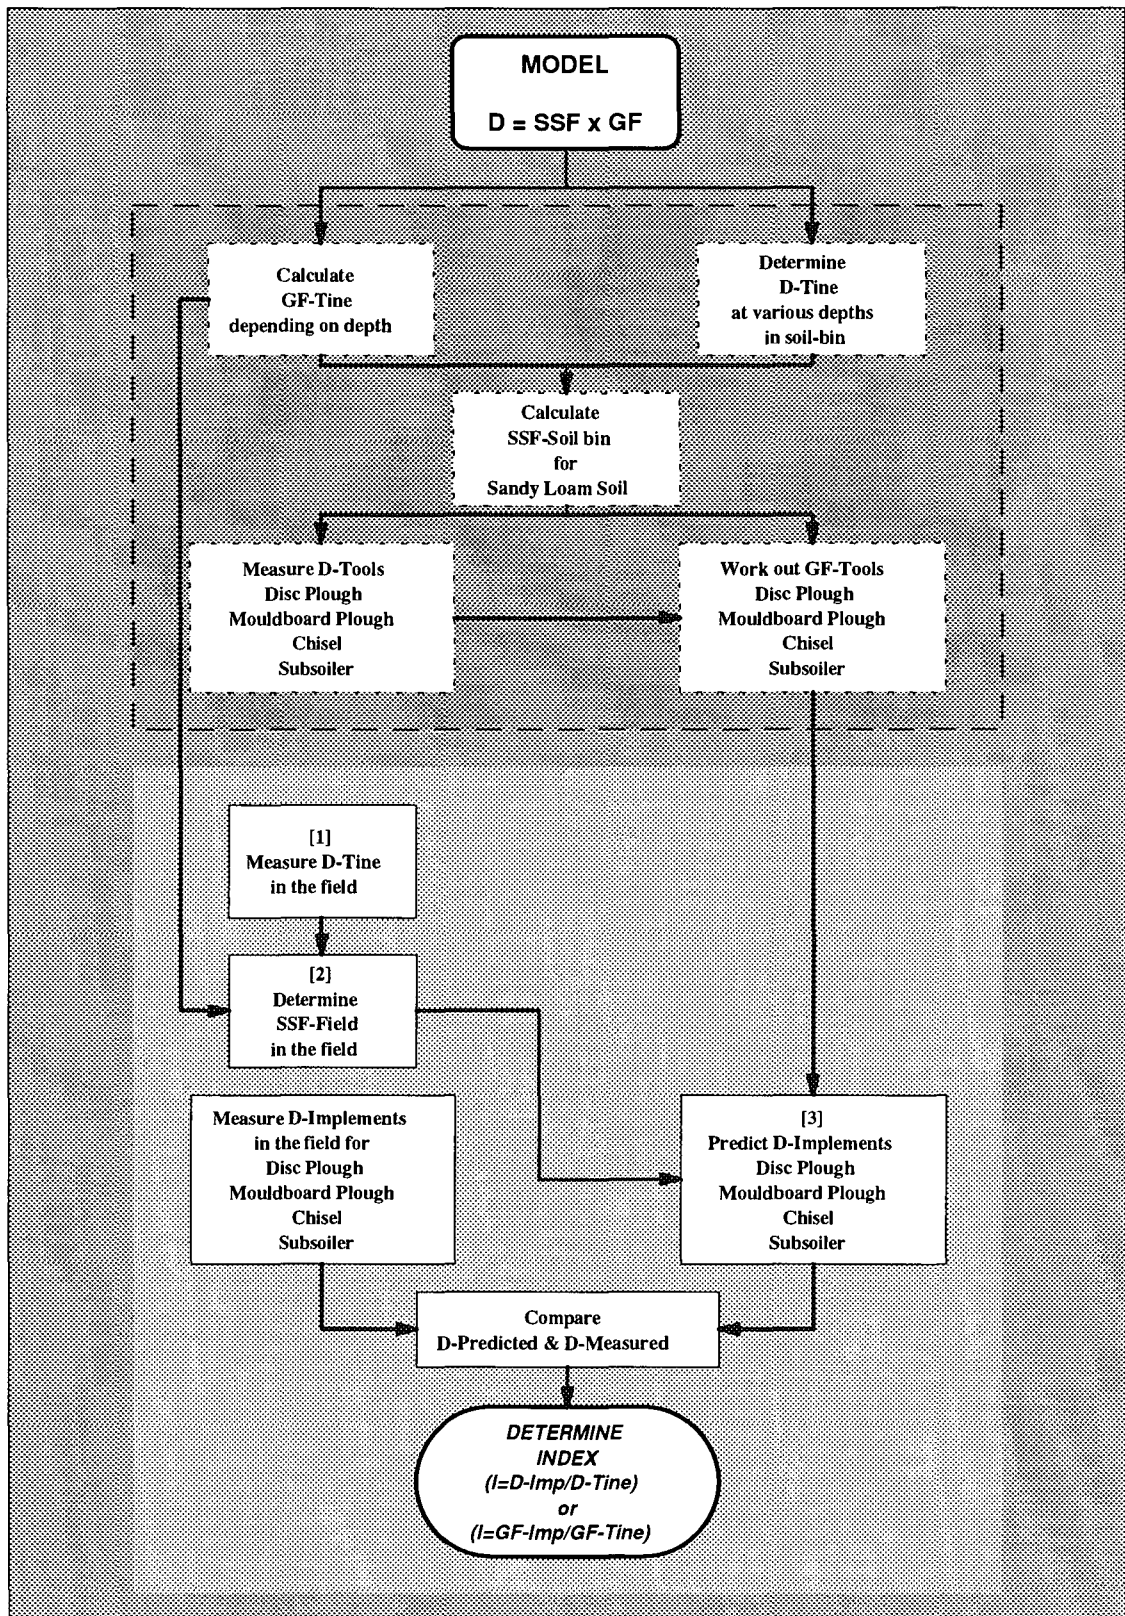 MODEL
D = SSF x GF
Calculate
GF-Tine
depending on depth
Determine
D-Tine
at various depths
in soil-bin
Calculate
SSF-Soil bin
for
Sandy Loam Soil
Measure D-Tools
Disc Plough
Mouldboard Plough
Chisel
Subsoiler
Work out GF-Tools
Disc Plough
Mouldboard Plough
Chisel
Subsoiler
[1]
Measure D-Tine
in the field
[2]
Determine
SSF-Field
in the field
Measure D-Implements
in the field for
Disc Plough
Mouldboard Plough
Chisel
Subsoiler
[3]
Predict D-Implements
Disc Plough
Mouldboard Plough
Chisel
Subsoiler
Compare
D-Predicted & D-Measured
DETERMINE
INDEX
(I=D-Imp/D-Tine)
or
(I=GF-Imp/GF-Tine)